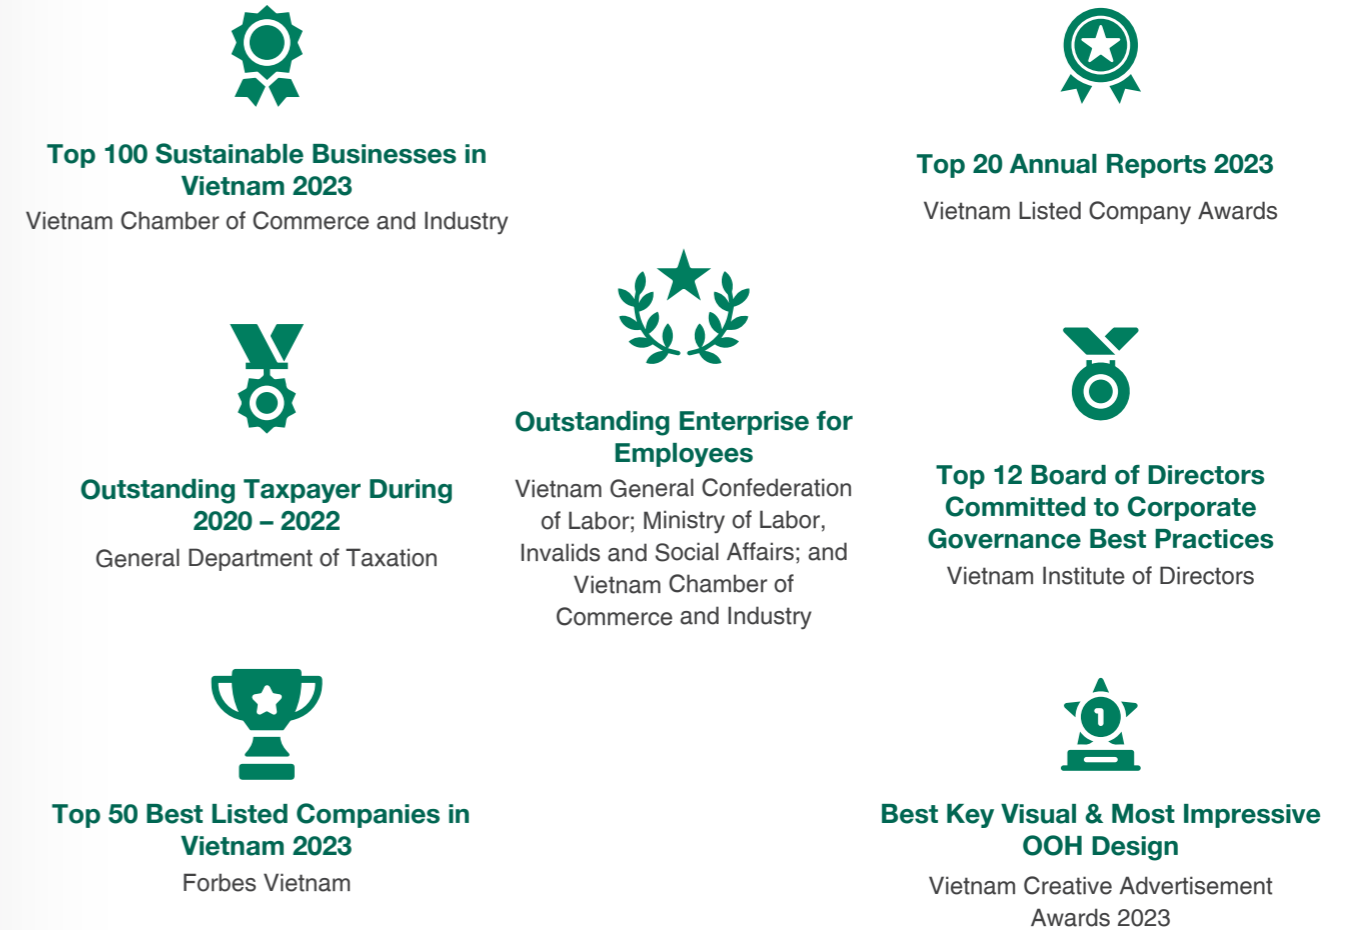 Top 100 Sustainable Businesses in
Vietnam 2023
Vietnam Chamber of Commerce and Industry
Top 20 Annual Reports 2023
Vietnam Listed Company Awards
Outstanding Taxpayer During
2020 – 2022
General Department of Taxation
Outstanding Enterprise for
Employees
Vietnam General Confederation
of Labor; Ministry of Labor,
Invalids and Social Affairs; and
Vietnam Chamber of
Commerce and Industry
Top 12 Board of Directors
Committed to Corporate
Governance Best Practices
Vietnam Institute of Directors
Top 50 Best Listed Companies in
Vietnam 2023
Forbes Vietnam
1
Best Key Visual & Most Impressive
OOH Design
Vietnam Creative Advertisement
Awards 2023